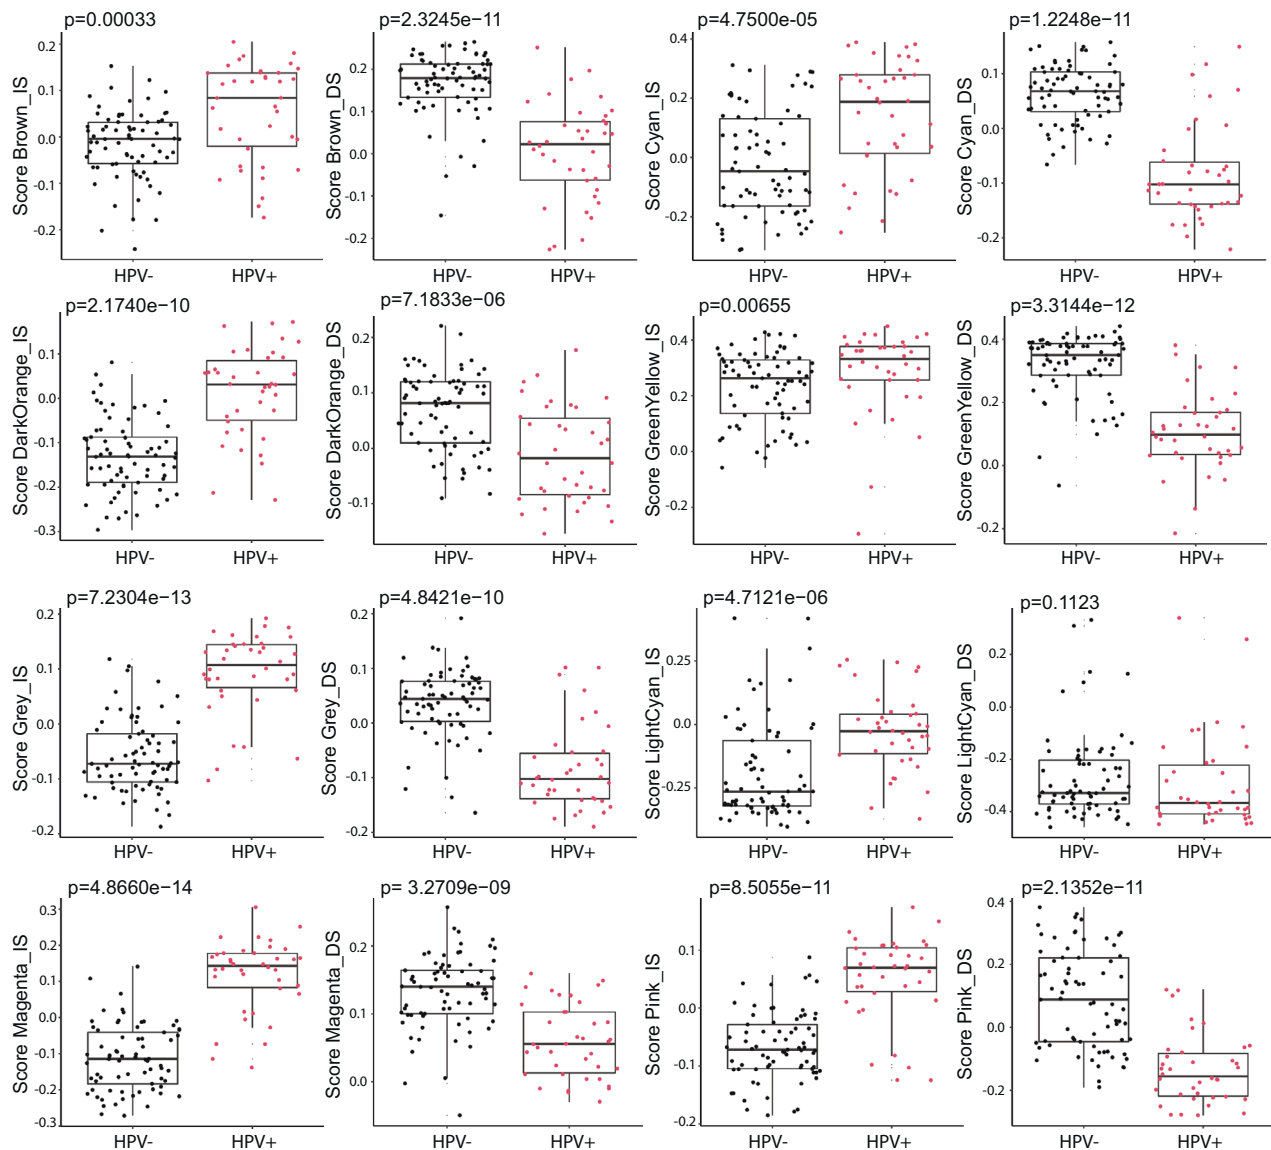 p=0.00033
Score Brown_IS
0.2
0.1
0.0
-0.1
-0.2
HPV-
HPV+
p=2.3245e−11
Score Brown_DS
0.2
0.1
0.0
-0.1
-0.2
HPV-
HPV+
p=4.7500e-05
Score Cyan_IS
0.4
0.2
0.0
-0.2
HPV-
HPV+
p=1.2248e−11
Score Cyan_DS
0.1
0.0
-0.1
-0.2
HPV-
HPV+
p=2.1740e−10
Score DarkOrange_IS
0.1
0.0
-0.1
-0.2
-0.3
HPV-
HPV+
p=7.1833e−06
Score DarkOrange_DS
0.2
0.1
0.0
-0.1
HPV-
HPV+
p=0.00655
Score GreenYellow_IS
0.4
0.2
0.0
-0.2
HPV-
HPV+
p=3.3144e−12
Score GreenYellow_DS
0.4
0.2
0.0
-0.2
HPV-
HPV+
p=7.2304e−13
Score Grey_IS
0.2
0.1
0.0
-0.1
-0.2
HPV-
HPV+
p=4.8421e−10
Score Grey_DS
0.2
0.1
0.0
-0.1
-0.2
HPV-
HPV+
p=4.7121e−06
Score LightCyan_IS
0.25
0.0
-0.25
HPV-
HPV+
p=0.1123
Score LightCyan_DS
0.2
0.0
-0.2
-0.4
HPV-
HPV+
p=4.8660e−14
Score Magenta_IS
0.3
0.2
0.1
0.0
-0.1
-0.2
-0.3
HPV-
HPV+
p= 3.2709e−09
Score Magenta_DS
0.2
0.1
0.0
HPV-
HPV+
p=8.5055e−11
Score Pink_IS
0.1
0.0
-0.1
-0.2
HPV-
HPV+
p=2.1352e−11
Score Pink_DS
0.4
0.2
0.0
-0.2
HPV-
HPV+